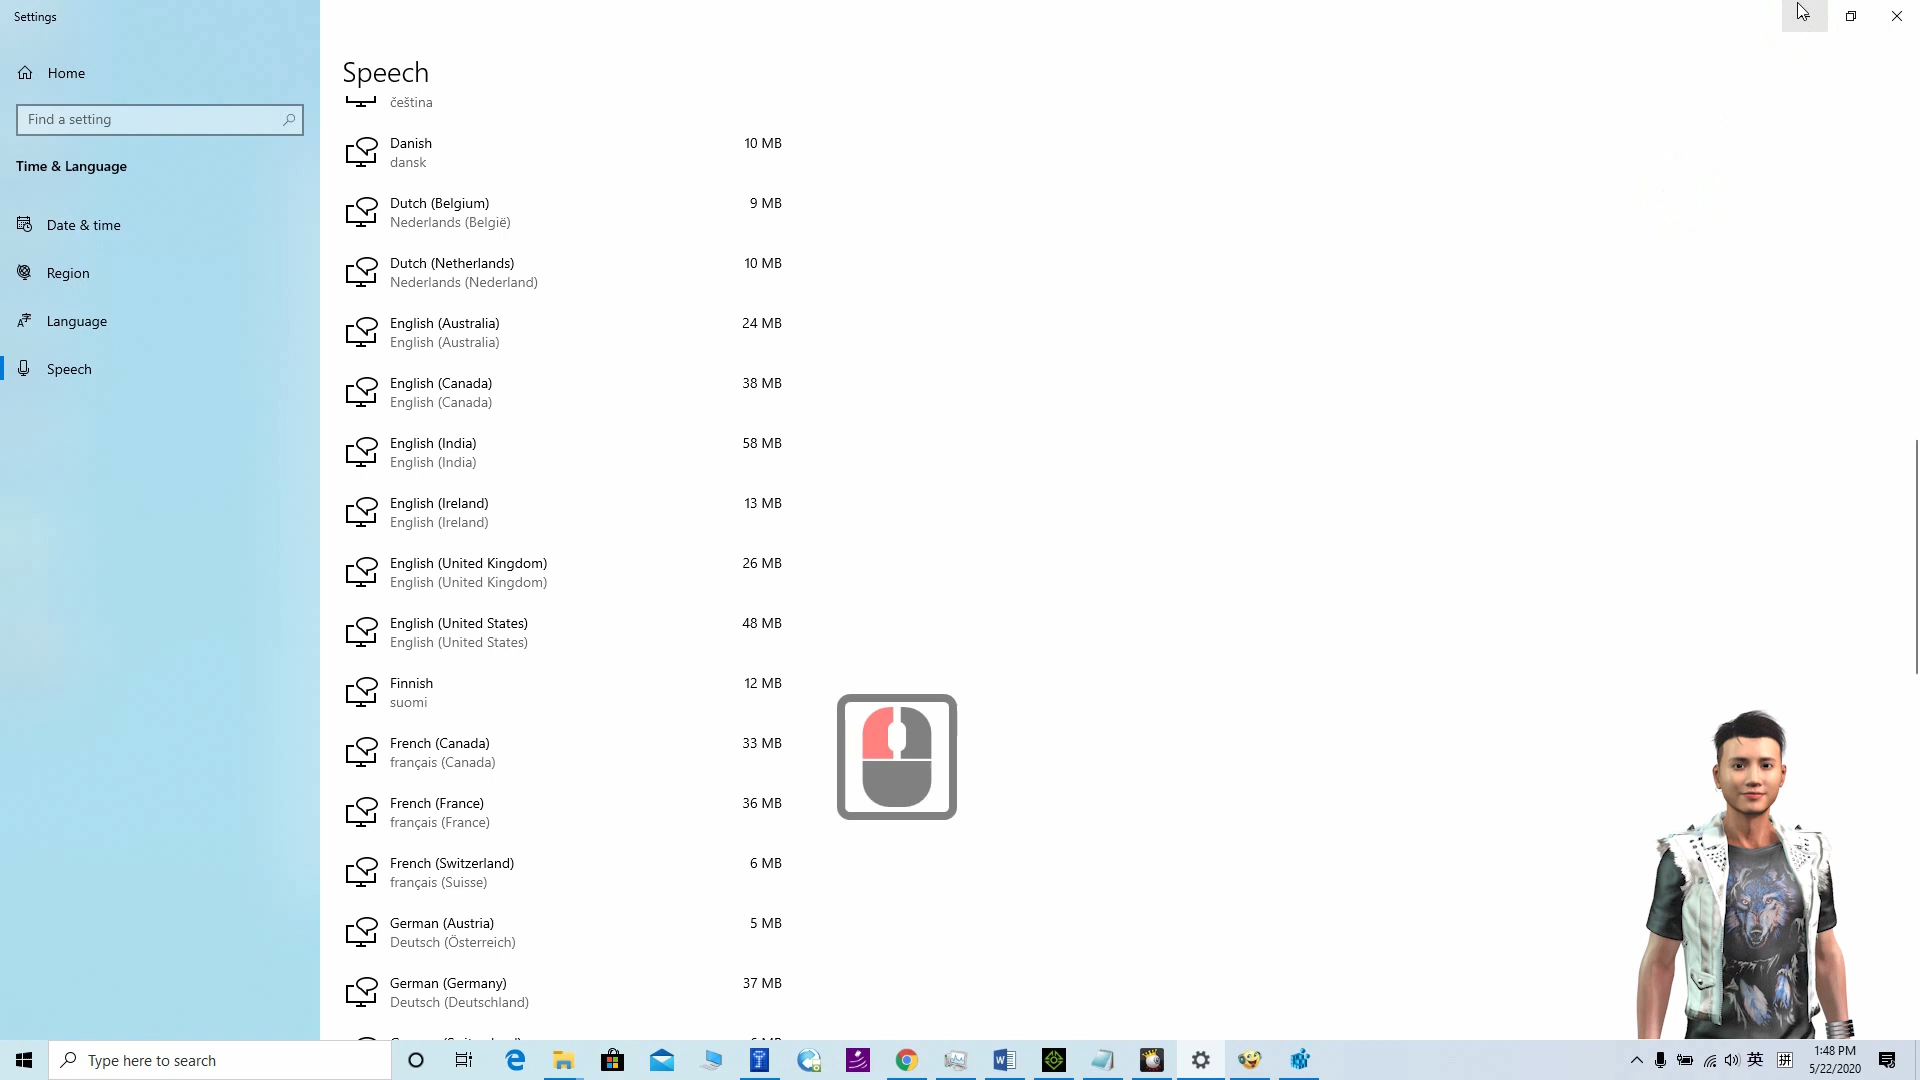 Settings
Home
Find a setting
Time & Language
Date & time
Region
Language
Speech
Speech
čeština
Danish 10 MB
dansk
Dutch (Belgium) 9 MB
Nederlands (België)
Dutch (Netherlands) 10 MB
Nederlands (Nederland)
English (Australia) 24 MB
English (Australia)
English (Canada) 38 MB
English (Canada)
English (India) 58 MB
English (India)
English (Ireland) 13 MB
English (Ireland)
English (United Kingdom) 26 MB
English (United Kingdom)
English (United States) 48 MB
English (United States)
Finnish 12 MB
suomi
French (Canada) 33 MB
français (Canada)
French (France) 36 MB
français (France)
French (Switzerland) 6 MB
français (Suisse)
German (Austria) 5 MB
Deutsch (Österreich)
German (Germany) 37 MB
Deutsch (Deutschland)
Type here to search
英
拼
1:48 PM
5/22/2020